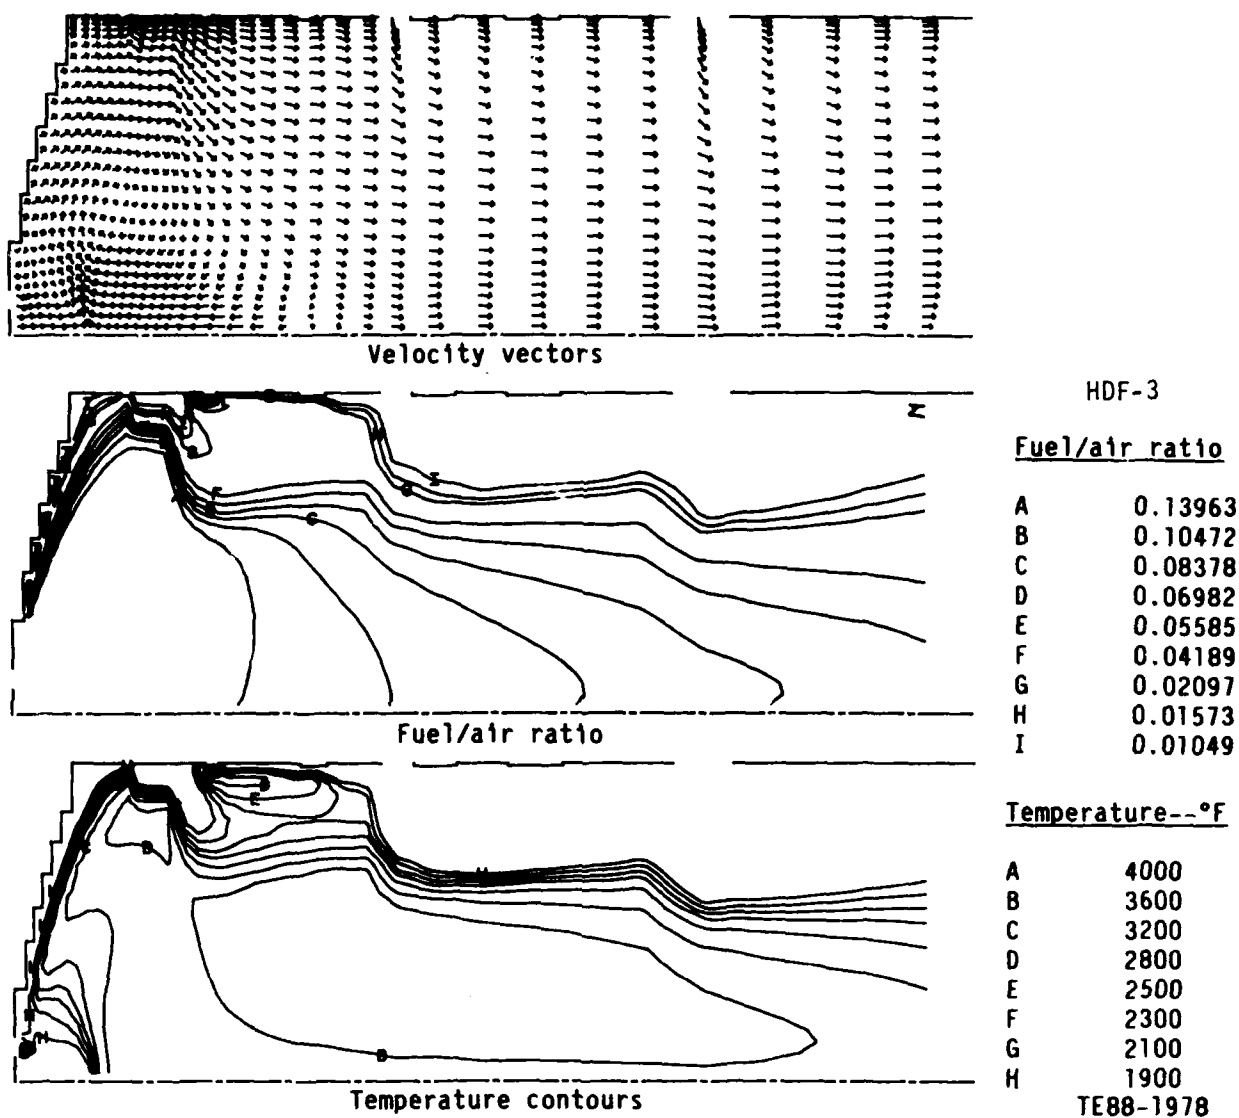 Velocity vectors
HDF-3
Fuel/air ratio
A 0.13963
B 0.10472
C 0.08378
D 0.06982
E 0.05585
F 0.04189
G 0.02097
H 0.01573
I 0.01049
Fuel/air ratio
Temperature--°F
A 4000
B 3600
C 3200
D 2800
E 2500
F 2300
G 2100
H 1900
Temperature contours
TE88-1978